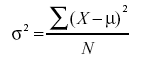 σ² = ∑(X − μ)² / N